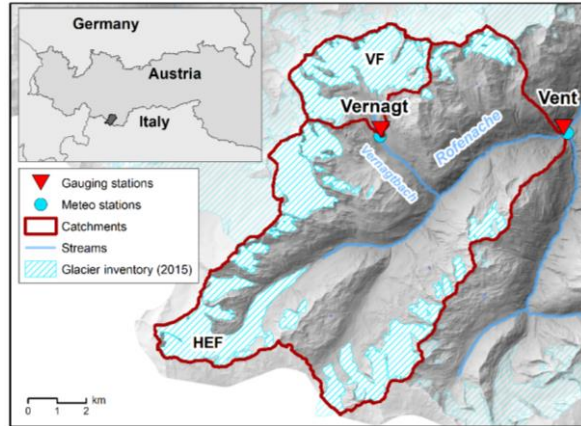 Germany
Austria
Italy
VF
Vernagt
Vent
Rofenache
Vernagtbach
HEF
Gauging stations
Meteo stations
Catchments
Streams
Glacier inventory (2015)
km
0 1 2